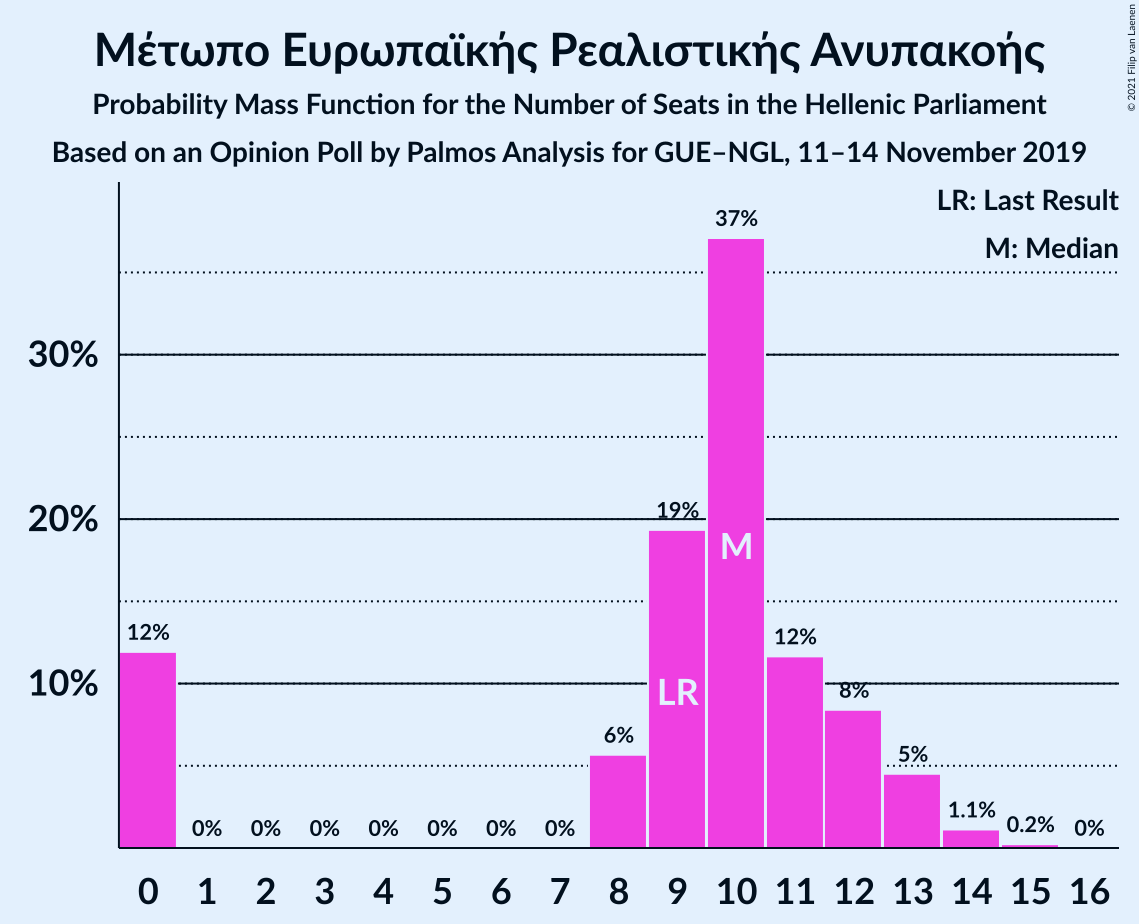 Μέτωπο Ευρωπαϊκής Ρεαλιστικής Ανυπακοής
Probability Mass Function for the Number of Seats in the Hellenic Parliament
Based on an Opinion Poll by Palmos Analysis for GUE–NGL, 11–14 November 2019
© 2021 Filip van Laenen
LR: Last Result
M: Median
37%
30%
20%
19%
M
12%
12%
10%
LR
8%
6%
5%
1.1%
0% 0% 0% 0% 0% 0% 0% 0.2% 0%
0 1 2 3 4 5 6 7 8 9 10 11 12 13 14 15 16